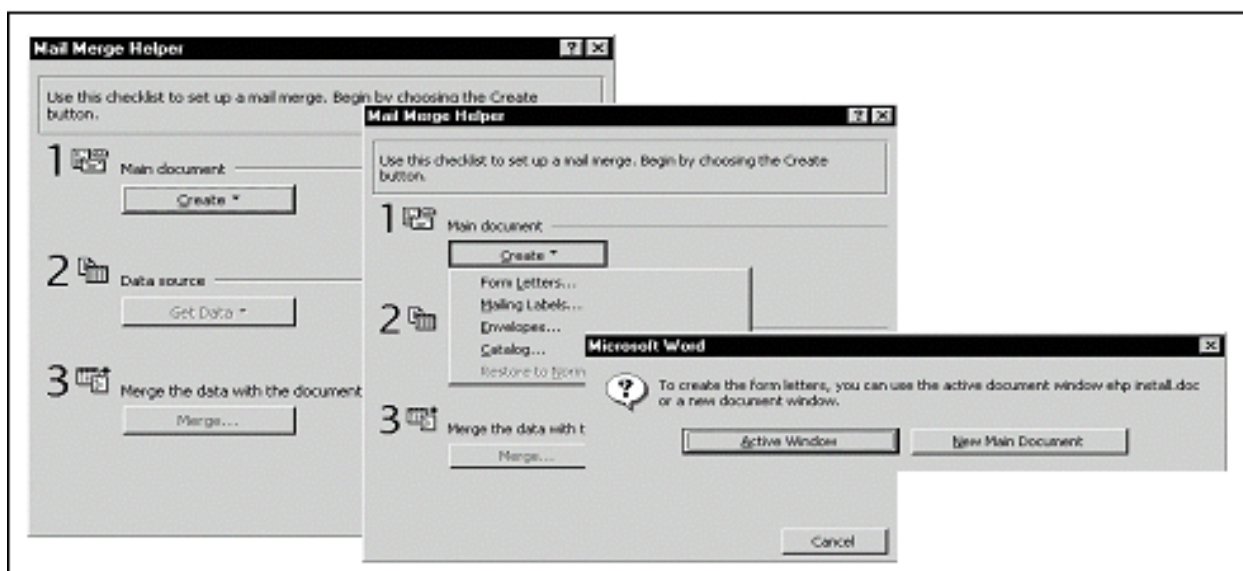 Mail Merge Helper
Use this checklist to set up a mail merge. Begin by choosing the Create
button.
1 Main document
Create
2 Data source
Get Data
3 Merge the data with the document
Merge...
Mail Merge Helper
Use this checklist to set up a mail merge. Begin by choosing the Create
button.
1 Main document
Create
Form Letters...
Mailing Labels...
2
Envelopes...
Catalog...
Restore to Norm
3 Merge the data with t
Merge...
Cancel
Microsoft Word
To create the form letters, you can use the active document window ehp install.doc
or a new document window.
Active Window
New Main Document